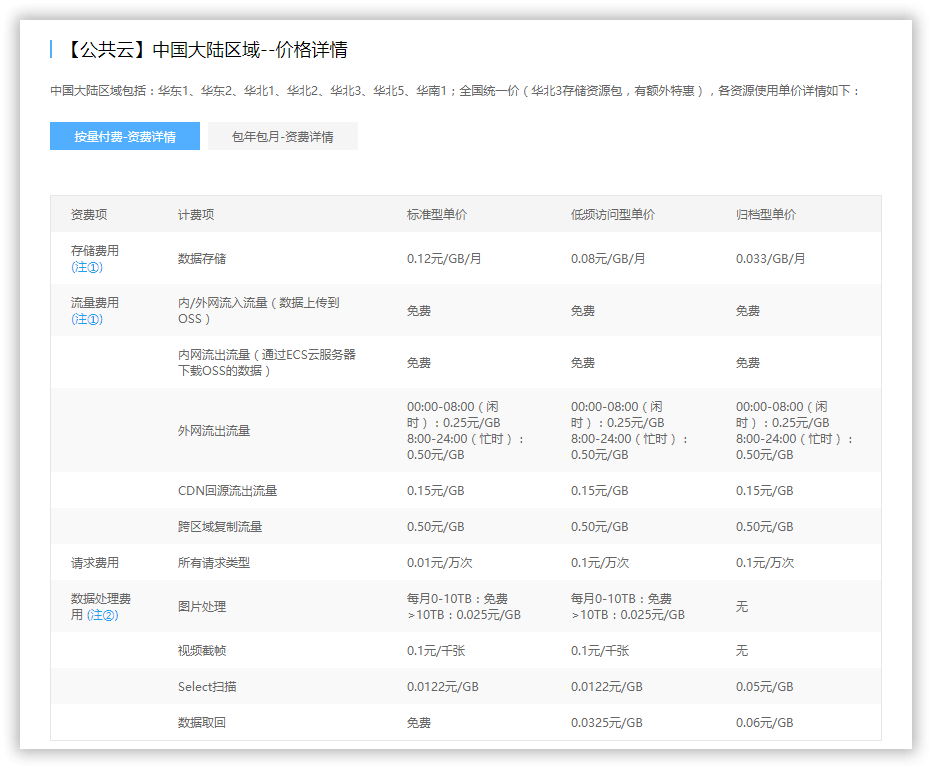 【公共云】中国大陆区域--价格详情
中国大陆区域包括：华东1、华东2、华北1、华北2、华北3、华北5、华南1；全国统一价（华北3存储资源包，有额外特惠），各资源使用单价详情如下：
按量付费-资费详情 包年包月-资费详情
资费项 计费项 标准型单价 低频访问型单价 归档型单价
存储费用
(注①)
数据存储 0.12元/GB/月 0.08元/GB/月 0.033/GB/月
流量费用
(注①)
内/外网流入流量（数据上传到
OSS）
免费 免费 免费
内网流出流量（通过ECS云服务器
下载OSS的数据）
免费 免费 免费
外网流出流量
00:00-08:00（闲
时）：0.25元/GB
8:00-24:00（忙时）：
0.50元/GB
00:00-08:00（闲
时）：0.25元/GB
8:00-24:00（忙时）：
0.50元/GB
00:00-08:00（闲
时）：0.25元/GB
8:00-24:00（忙时）：
0.50元/GB
CDN回源流出流量 0.15元/GB 0.15元/GB 0.15元/GB
跨区域复制流量 0.50元/GB 0.50元/GB 0.50元/GB
请求费用 所有请求类型 0.01元/万次 0.1元/万次 0.1元/万次
数据处理费
用 (注②)
图片处理
每月0-10TB：免费
>10TB：0.025元/GB
每月0-10TB：免费
>10TB：0.025元/GB
无
视频截帧 0.1元/千张 0.1元/千张 无
Select扫描 0.0122元/GB 0.0122元/GB 0.05元/GB
数据取回 免费 0.0325元/GB 0.06元/GB